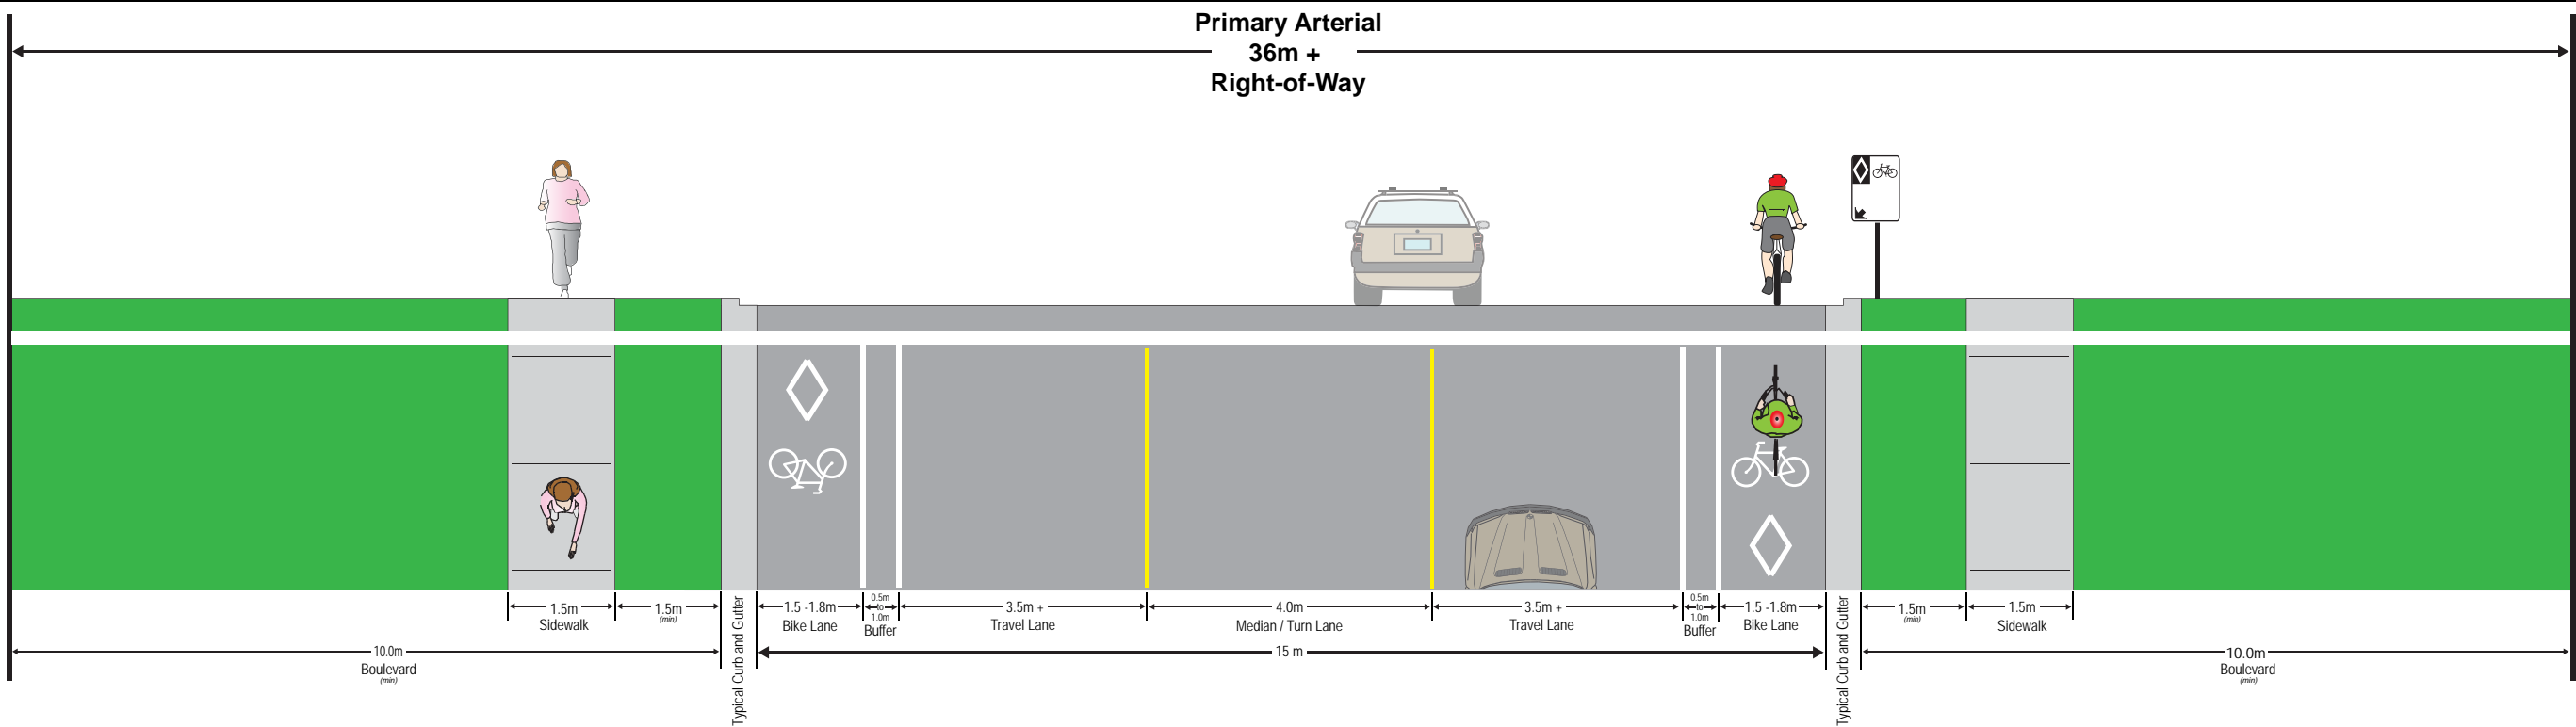 Primary Arterial
36m +
Right-of-Way
1.5m
Sidewalk
1.5m
(min)
10.0m
Boulevard
(min)
Typical Curb and Gutter
1.5 -1.8m
Bike Lane
0.5m
to
1.0m
Buffer
3.5m +
Travel Lane
4.0m
Median / Turn Lane
3.5m +
Travel Lane
0.5m
to
1.0m
Buffer
1.5 -1.8m
Bike Lane
15 m
Typical Curb and Gutter
1.5m
(min)
1.5m
Sidewalk
10.0m
Boulevard
(min)